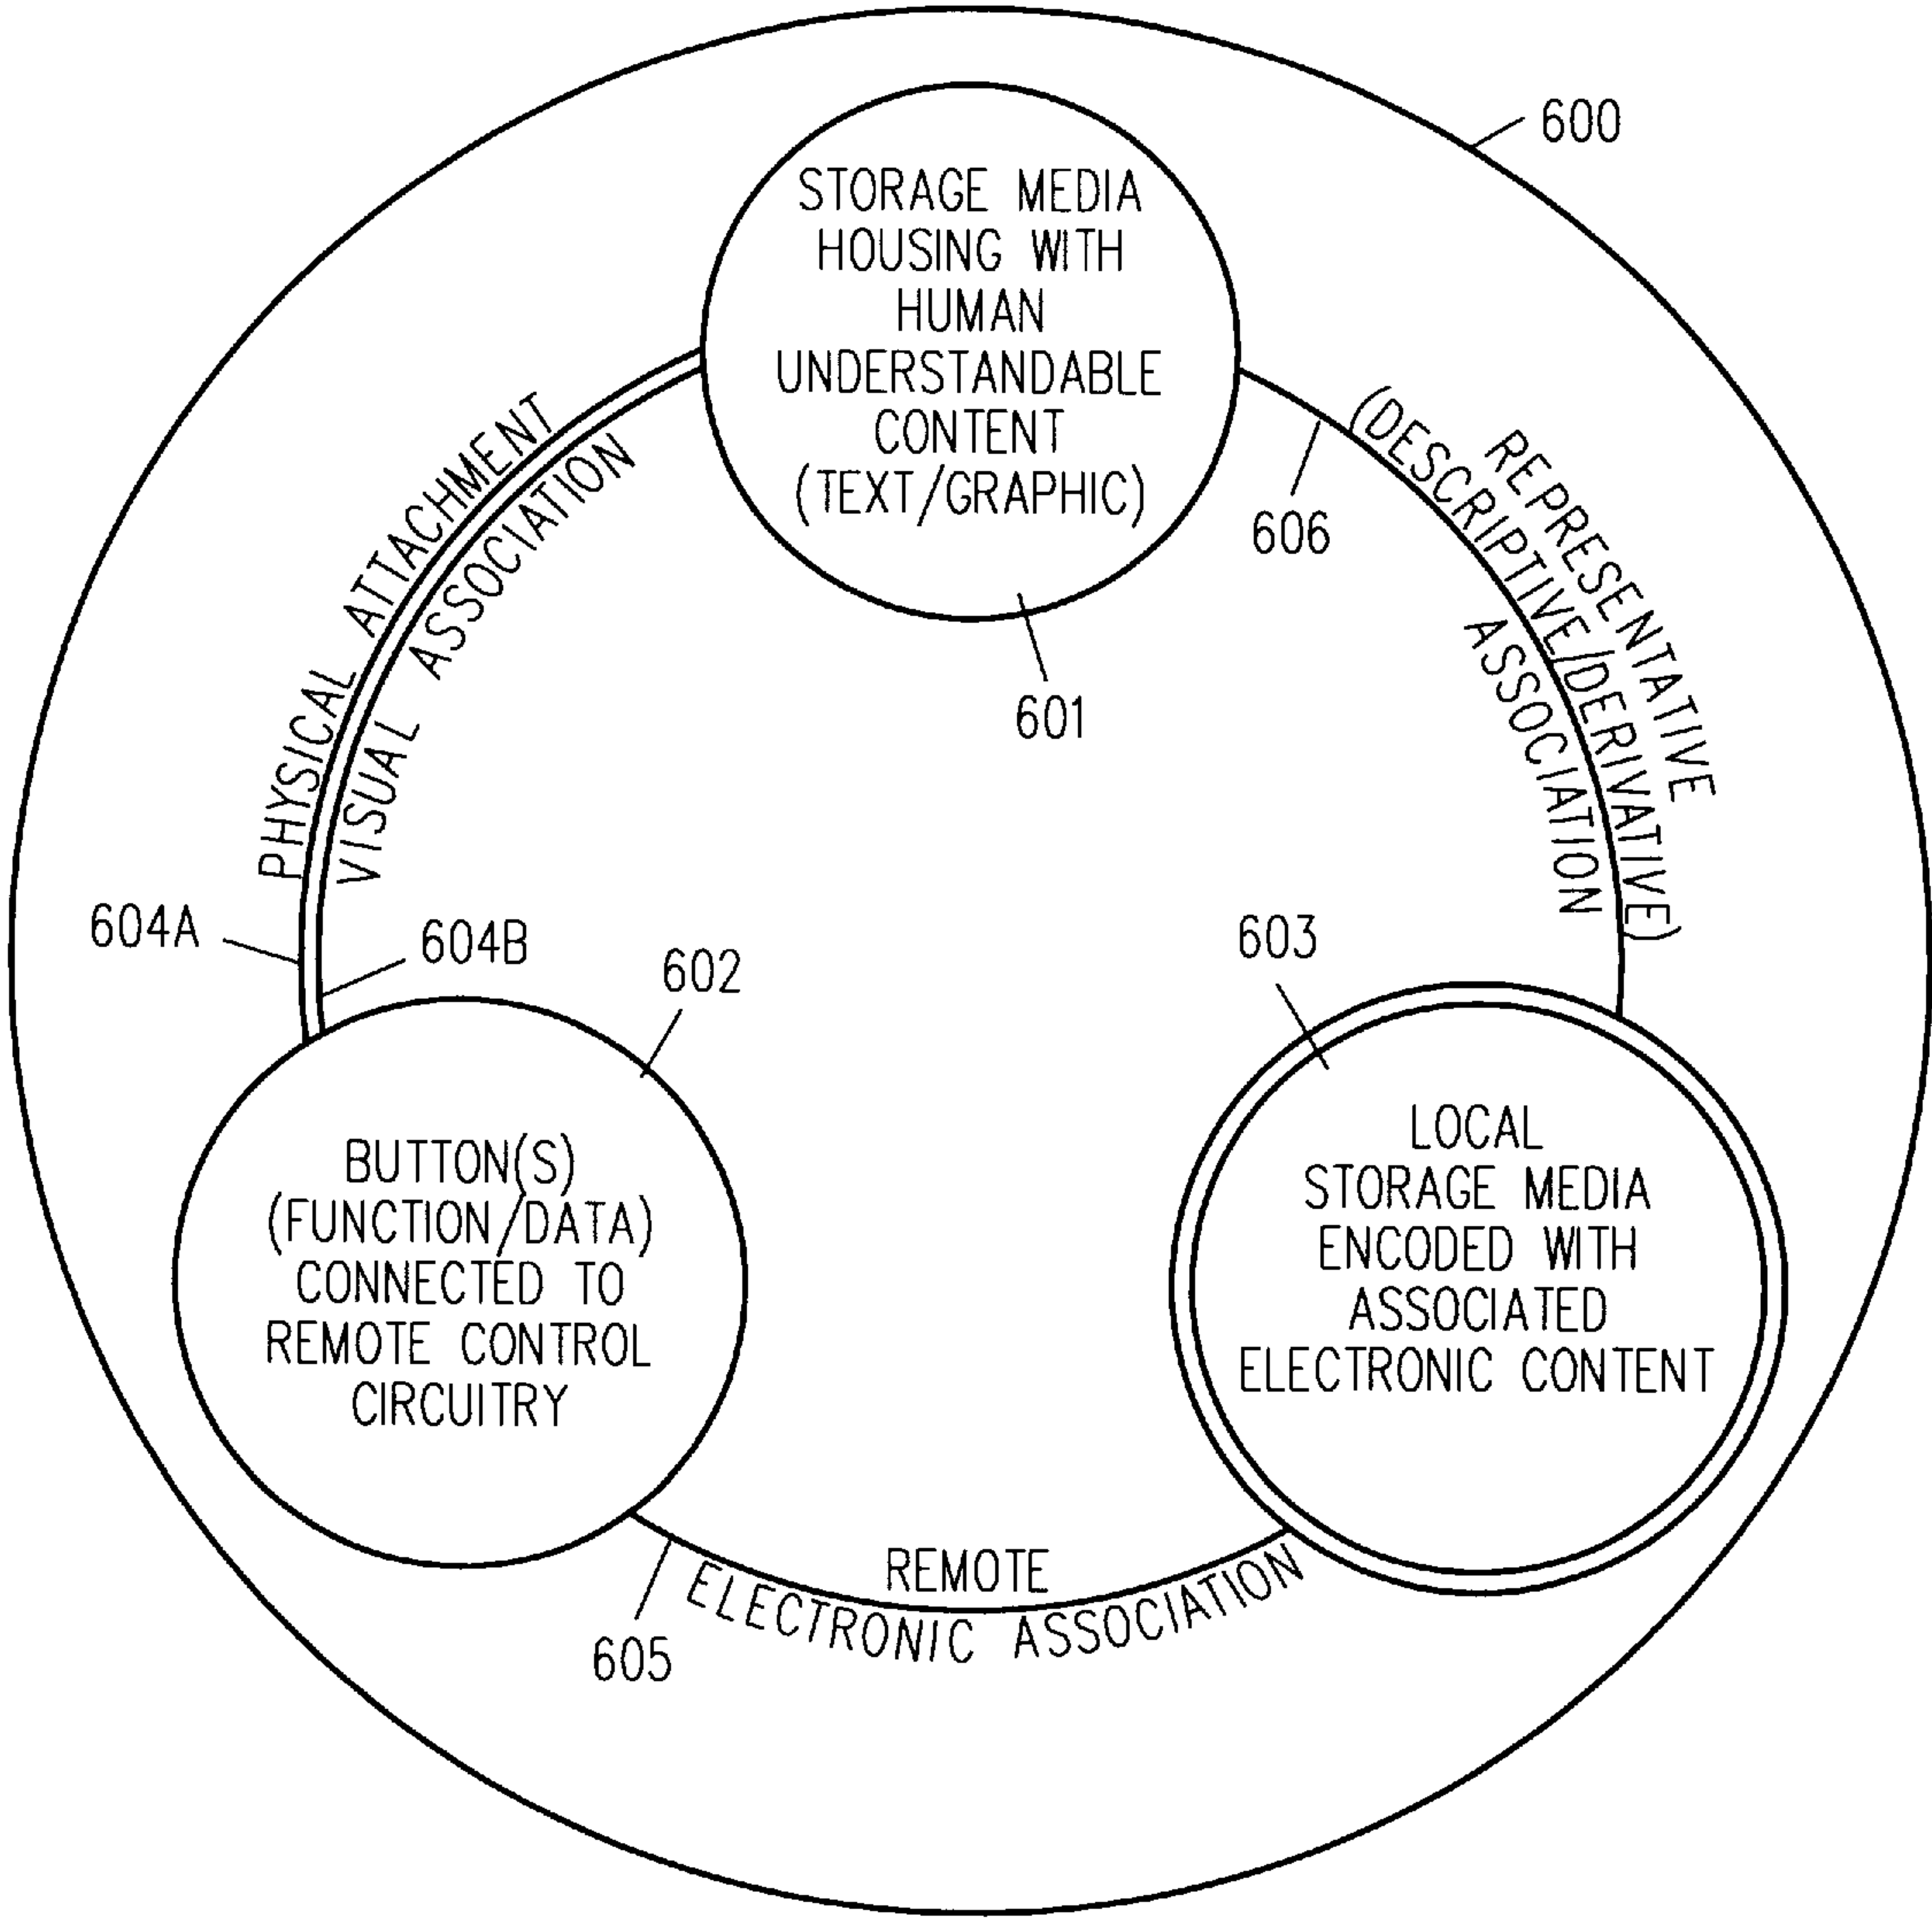 600
STORAGE MEDIA
HOUSING WITH
HUMAN
UNDERSTANDABLE
CONTENT
(TEXT/GRAPHIC)
601
606
PHYSICAL ATTACHMENT
VISUAL ASSOCIATION
REPRESENTATIVE
(DESCRIPTIVE/DERIVATIVE)
ASSOCIATION
604A
604B
602
603
BUTTON(S)
(FUNCTION/DATA)
CONNECTED TO
REMOTE CONTROL
CIRCUITRY
LOCAL
STORAGE MEDIA
ENCODED WITH
ASSOCIATED
ELECTRONIC CONTENT
REMOTE
ELECTRONIC ASSOCIATION
605